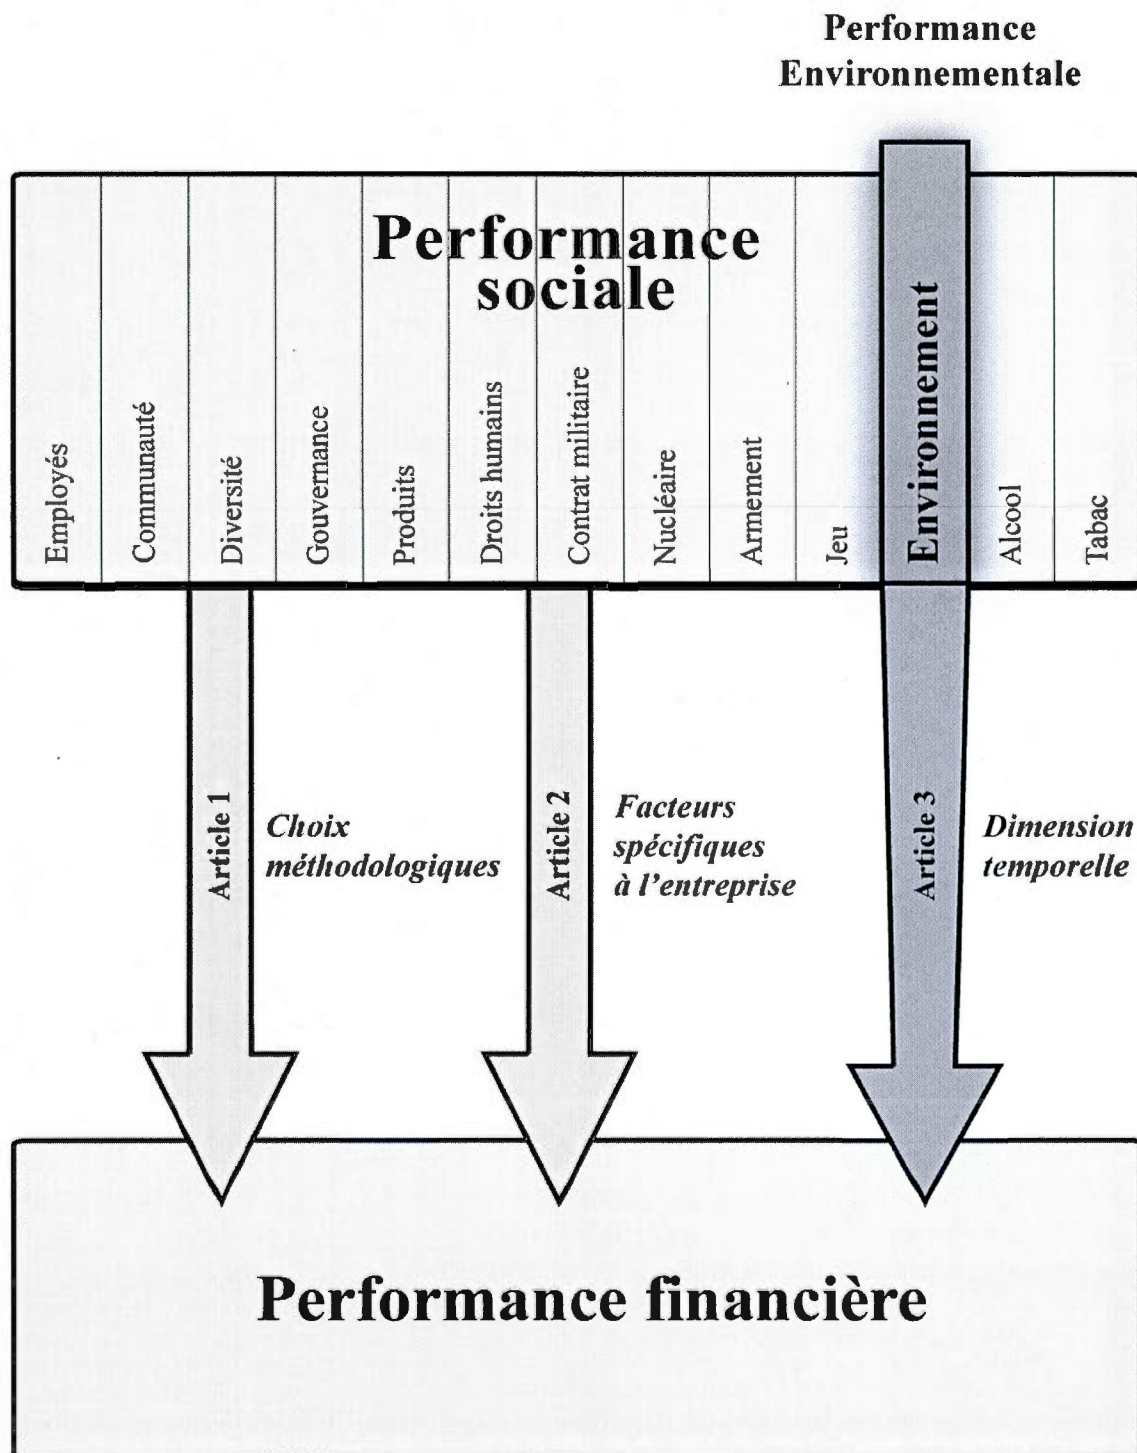 Performance
Environnementale
Performance
sociale
Employés
Communauté
Diversité
Gouvernance
Produits
Droits humains
Contrat militaire
Nucléaire
Armement
Jeu
Environnement
Alcool
Tabac
Article 1
Choix
méthodologiques
Article 2
Facteurs
spécifiques
à l'entreprise
Article 3
Dimension
temporelle
Performance financière